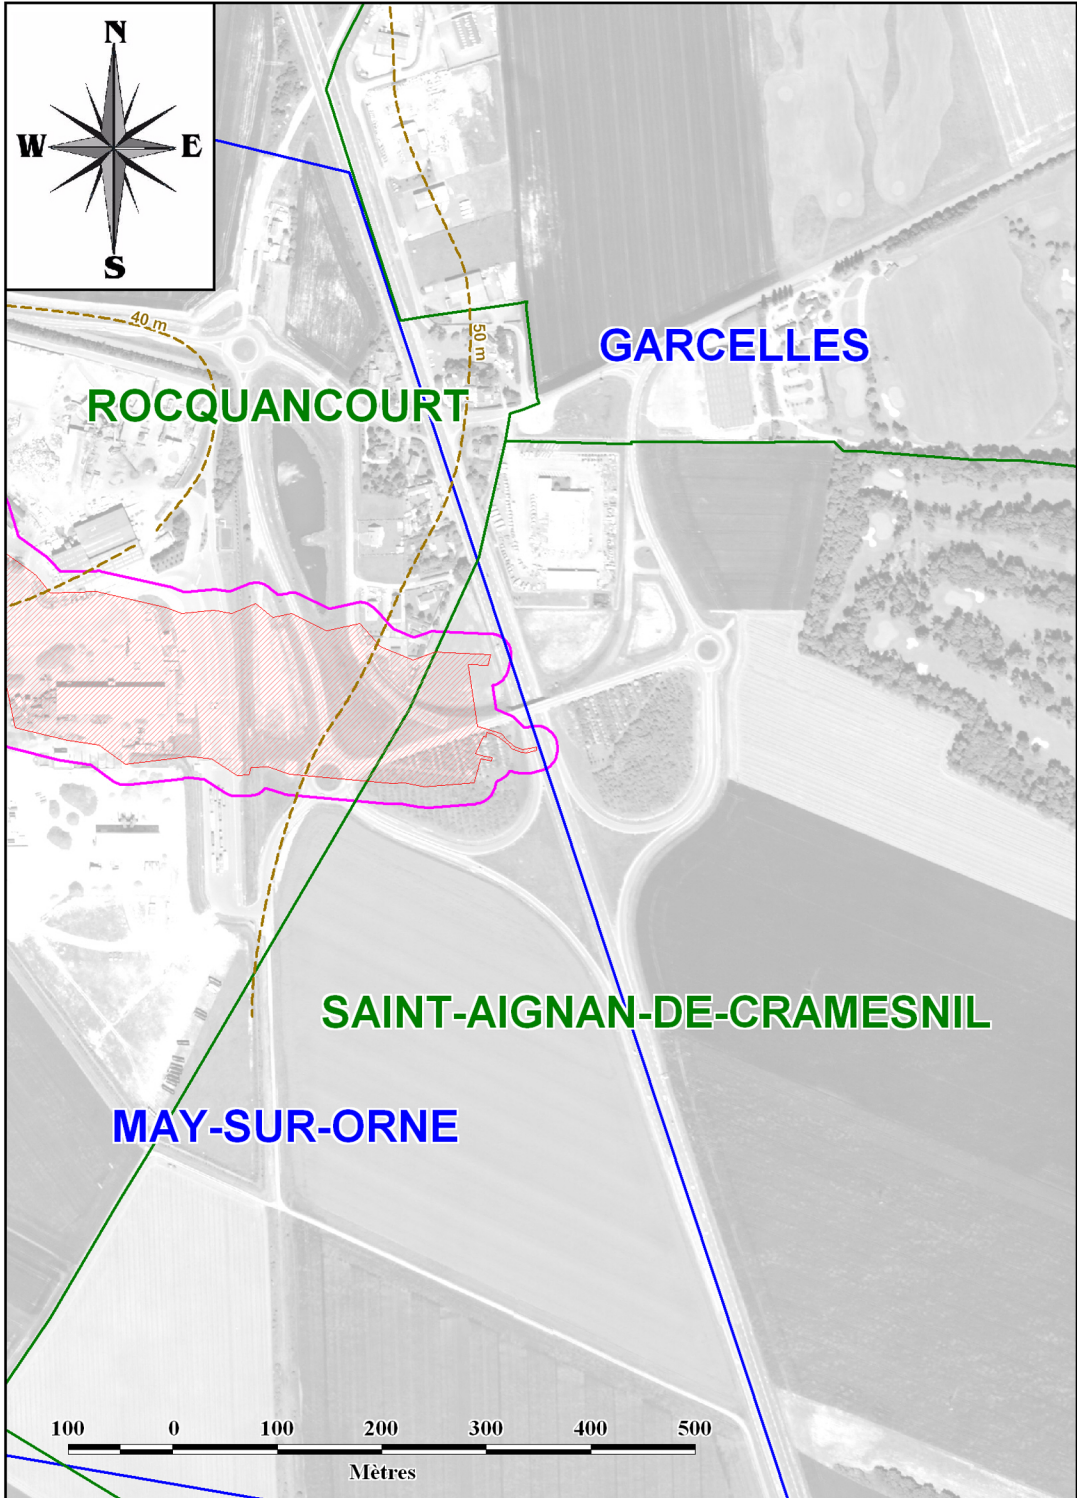 N
W E
S
40 m
50 m
GARCELLES
ROCQUANCOURT
SAINT-AIGNAN-DE-CRAMESNIL
MAY-SUR-ORNE
100 0 100 200 300 400 500
Mètres